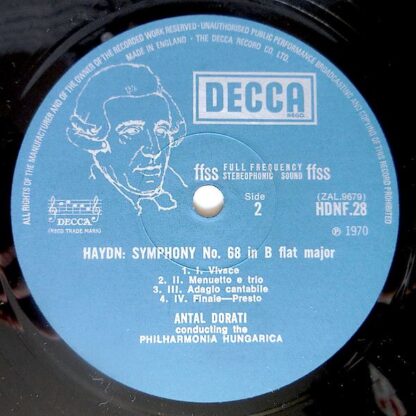 ALL RIGHTS OF THE MANUFACTURER AND OF THE OWNER OF THE RECORDED WORK RESERVED · UNAUTHORISED PUBLIC PERFORMANCE BROADCASTING AND COPYING OF THIS RECORD PROHIBITED
MADE IN ENGLAND · THE DECCA RECORD CO. LTD.
DECCA
REGD.
ffss FULL FREQUENCY STEREOPHONIC SOUND ffss
Side
2
(ZAL.9679)
HDNF.28
DECCA
(REGD TRADE MARK)
℗ 1970
HAYDN: SYMPHONY No. 68 in B flat major
1. I. Vivace
2. II. Menuetto e trio
3. III. Adagio cantabile
4. IV. Finale—Presto
ANTAL DORATI
conducting the
PHILHARMONIA HUNGARICA